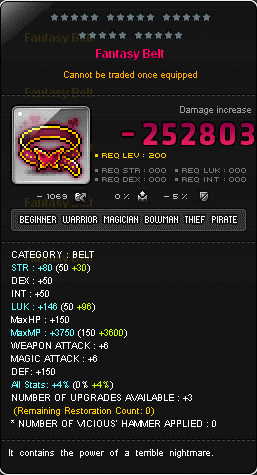 Fantasy Belt
Cannot be traded once equipped
Damage increase
-252803
• REQ LEV : 200
• REQ STR : 000 • REQ LUK : 000
• REQ DEX : 000 • REQ INT : 000
- 1069 0% - 5%
BEGINNER WARRIOR MAGICIAN BOWMAN THIEF PIRATE
CATEGORY : BELT
STR : +80 (50 +30)
DEX : +50
INT : +50
LUK : +146 (50 +96)
MaxHP : +150
MaxMP : +3750 (150 +3600)
WEAPON ATTACK : +6
MAGIC ATTACK : +6
DEF: +150
All Stats: +4% (0% +4%)
NUMBER OF UPGRADES AVAILABLE : +3
(Remaining Restoration Count: 0)
* NUMBER OF VICIOUS' HAMMER APPLIED : 0
It contains the power of a terrible nightmare.